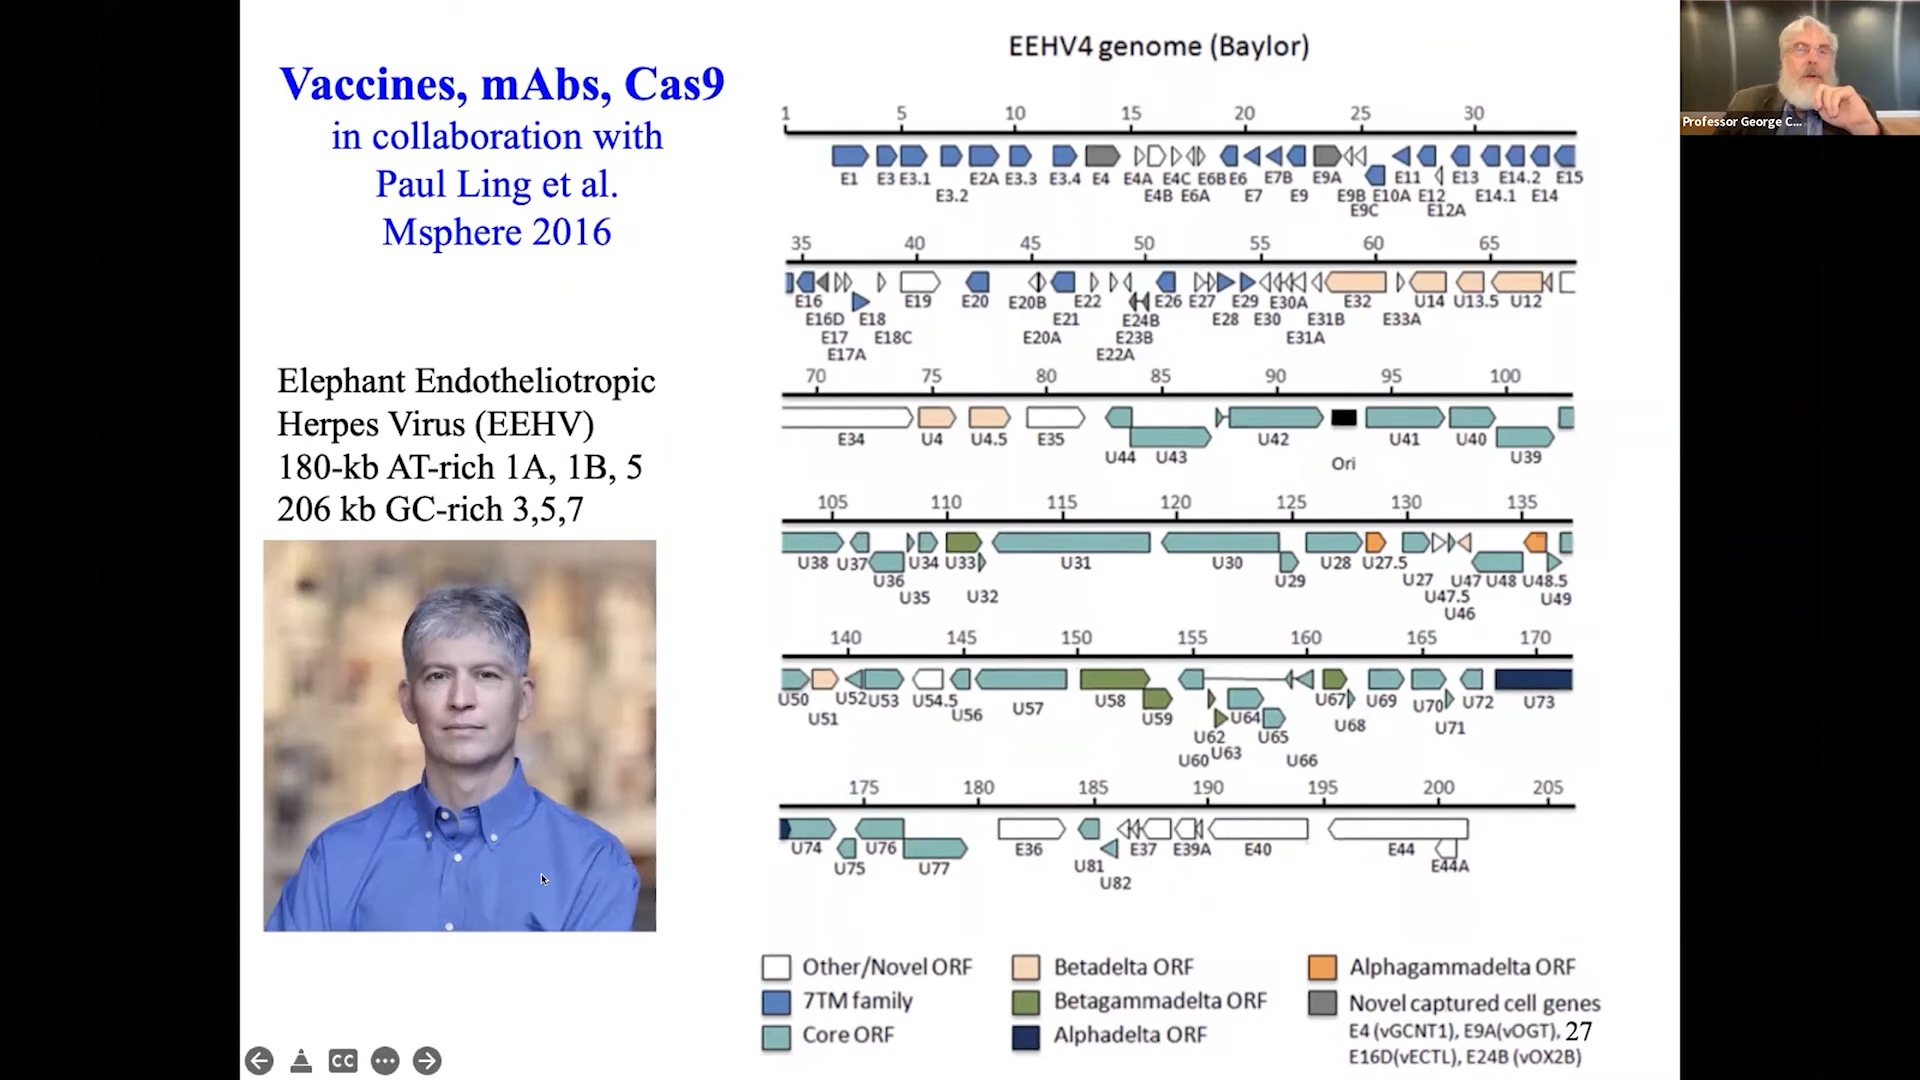 Vaccines, mAbs, Cas9
in collaboration with
Paul Ling et al.
Msphere 2016
Elephant Endotheliotropic
Herpes Virus (EEHV)
180-kb AT-rich 1A, 1B, 5
206 kb GC-rich 3,5,7
EEHV4 genome (Baylor)
1 5 10 15 20 25 30
E1 E3 E3.1 E2A E3.3 E3.4 E4 E4A E4C E6B E6 E7B E9A E11 E13 E14.2 E15
E3.2 E4B E6A E7 E9 E9B E10A E12 E14.1 E14
E9C E12A
35 40 45 50 55 60 65
E16 E19 E20 E20B E22 E26 E27 E29 E30A E32 U14 U13.5 U12
E16D E18 E21 E24B E28 E30 E31B E33A
E17 E18C E20A E23B E31A
E17A E22A
70 75 80 85 90 95 100
E34 U4 U4.5 E35 U42 U41 U40
U44 U43 U39
Ori
105 110 115 120 125 130 135
U38 U37 U34 U33 U31 U30 U28 U27.5
U36 U29 U27 U47 U48 U48.5
U35 U32 U47.5 U49
U46
140 145 150 155 160 165 170
U50 U52 U53 U54.5 U58 U67 U69 U72 U73
U51 U56 U57 U59 U64 U68 U70
U62 U65 U71
U60 U63 U66
175 180 185 190 195 200 205
U74 U76 E36 E37 E39A E40 E44
U75 U77 U81 E44A
U82
Other/Novel ORF
7TM family
Core ORF
Betadelta ORF
Betagammadelta ORF
Alphadelta ORF
Alphagammadelta ORF
Novel captured cell genes
E4 (vGCNT1), E9A(vOGT),
E16D(vECTL), E24B (vOX2B)
27
Professor George C...
CC